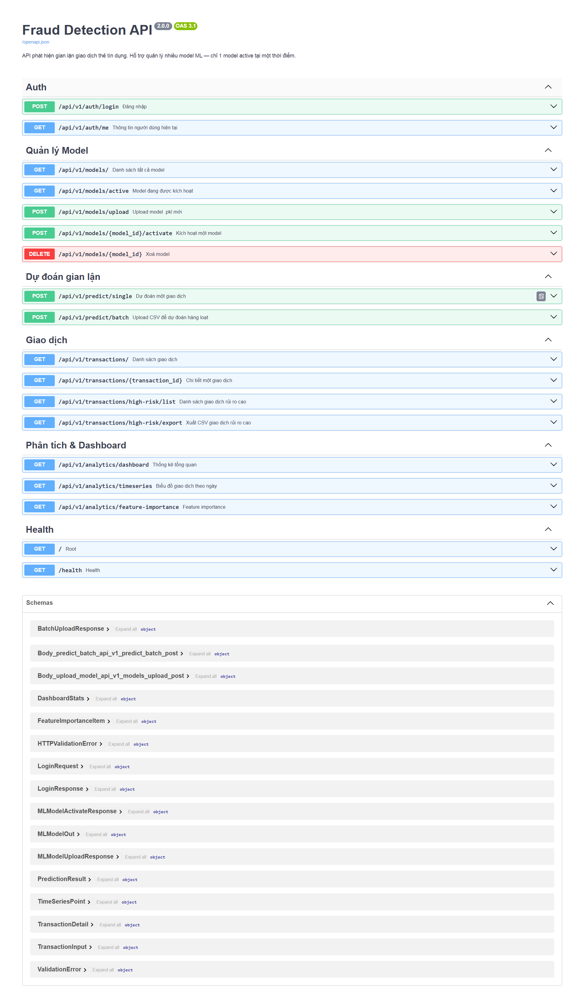 Fraud Detection API 2.0.0 OAS 3.1
/openapi.json
API phát hiện gian lận giao dịch thẻ tín dụng. Hỗ trợ quản lý nhiều model ML — chỉ 1 model active tại một thời điểm.
Auth
POST /api/v1/auth/login Đăng nhập
GET /api/v1/auth/me Thông tin người dùng hiện tại
Quản lý Model
GET /api/v1/models/ Danh sách tất cả model
GET /api/v1/models/active Model đang được kích hoạt
POST /api/v1/models/upload Upload model .pkl mới
POST /api/v1/models/{model_id}/activate Kích hoạt một model
DELETE /api/v1/models/{model_id} Xoá model
Dự đoán gian lận
POST /api/v1/predict/single Dự đoán một giao dịch
POST /api/v1/predict/batch Upload CSV để dự đoán hàng loạt
Giao dịch
GET /api/v1/transactions/ Danh sách giao dịch
GET /api/v1/transactions/{transaction_id} Chi tiết một giao dịch
GET /api/v1/transactions/high-risk/list Danh sách giao dịch rủi ro cao
GET /api/v1/transactions/high-risk/export Xuất CSV giao dịch rủi ro cao
Phân tích & Dashboard
GET /api/v1/analytics/dashboard Thống kê tổng quan
GET /api/v1/analytics/timeseries Biểu đồ giao dịch theo ngày
GET /api/v1/analytics/feature-importance Feature importance
Health
GET / Root
GET /health Health
Schemas
BatchUploadResponse Expand all object
Body_predict_batch_api_v1_predict_batch_post Expand all object
Body_upload_model_api_v1_models_upload_post Expand all object
DashboardStats Expand all object
FeatureImportanceItem Expand all object
HTTPValidationError Expand all object
LoginRequest Expand all object
LoginResponse Expand all object
MLModelActivateResponse Expand all object
MLModelOut Expand all object
MLModelUploadResponse Expand all object
PredictionResult Expand all object
TimeSeriesPoint Expand all object
TransactionDetail Expand all object
TransactionInput Expand all object
ValidationError Expand all object